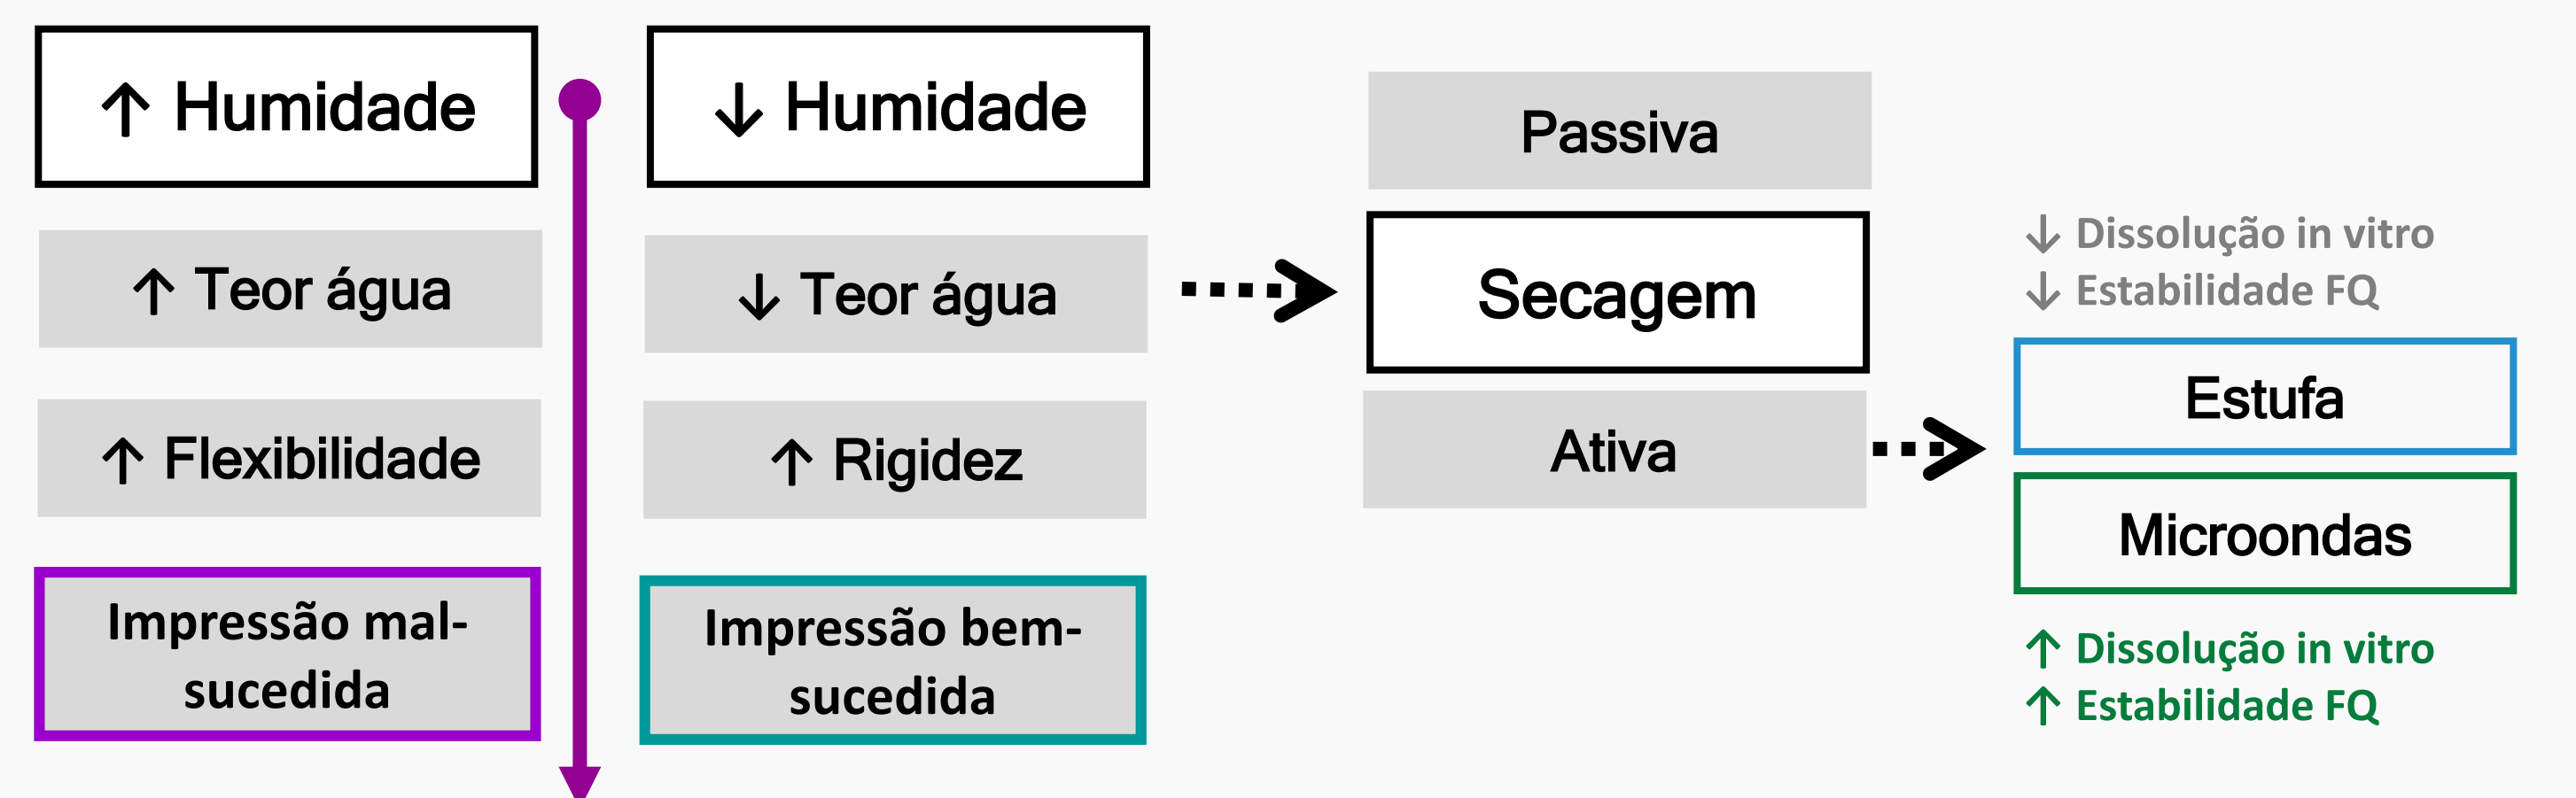 ↑ Humidade
↑ Teor água
↑ Flexibilidade
Impressão mal-
sucedida
↓ Humidade
↓ Teor água
↑ Rigidez
Impressão bem-
sucedida
Passiva
Secagem
Ativa
↓ Dissolução in vitro
↓ Estabilidade FQ
Estufa
Microondas
↑ Dissolução in vitro
↑ Estabilidade FQ